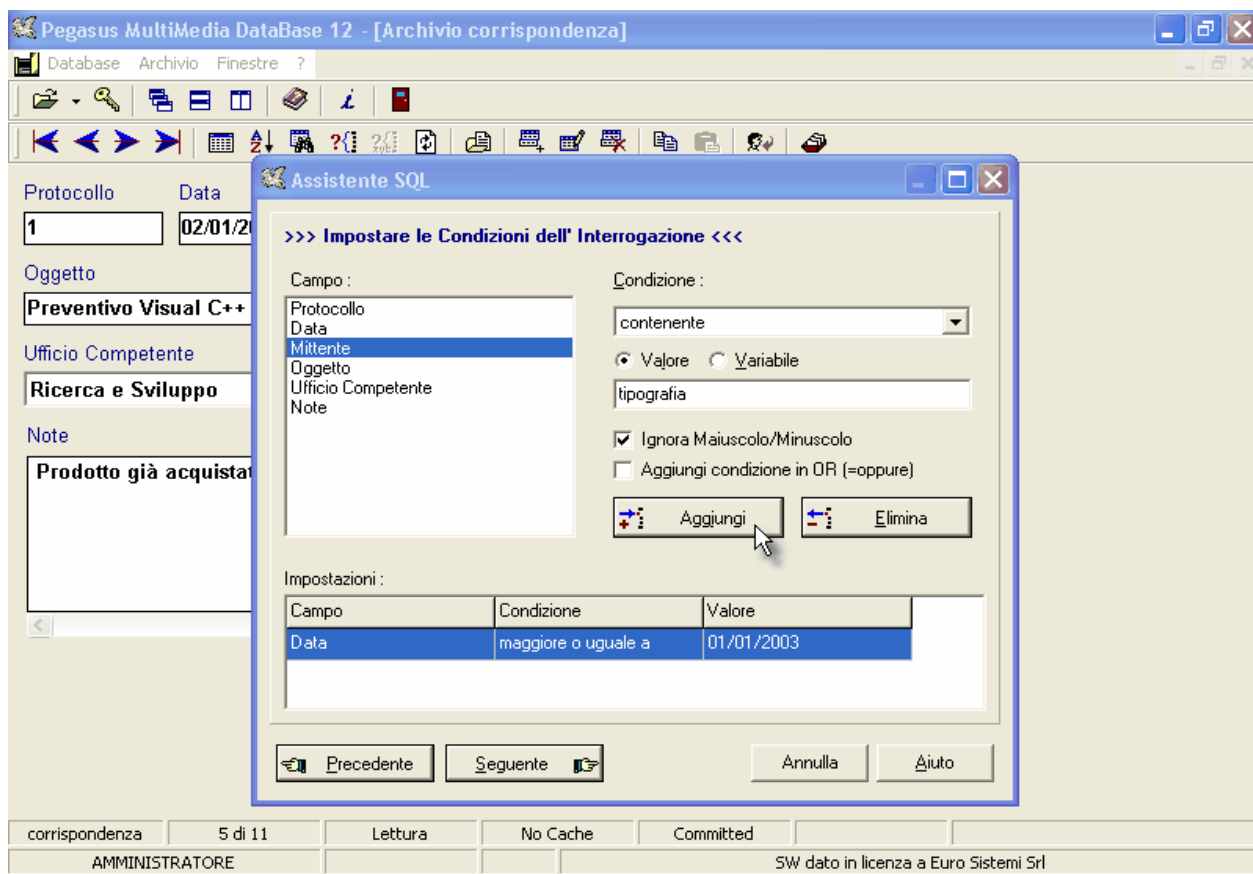 Pegasus MultiMedia DataBase 12 - [Archivio corrispondenza]
Database Archivio Finestre ?
Protocollo Data
1 02/01/2
Oggetto
Preventivo Visual C++
Ufficio Competente
Ricerca e Sviluppo
Note
Prodotto già acquistat
Assistente SQL
>>> Impostare le Condizioni dell' Interrogazione <<<
Campo :
Protocollo
Data
Mittente
Oggetto
Ufficio Competente
Note
Condizione :
contenente
Valore Variabile
tipografia
Ignora Maiuscolo/Minuscolo
Aggiungi condizione in OR (=oppure)
Aggiungi Elimina
Impostazioni :
Campo Condizione Valore
Data maggiore o uguale a 01/01/2003
Precedente Seguente Annulla Aiuto
corrispondenza 5 di 11 Lettura No Cache Committed
AMMINISTRATORE SW dato in licenza a Euro Sistemi Srl